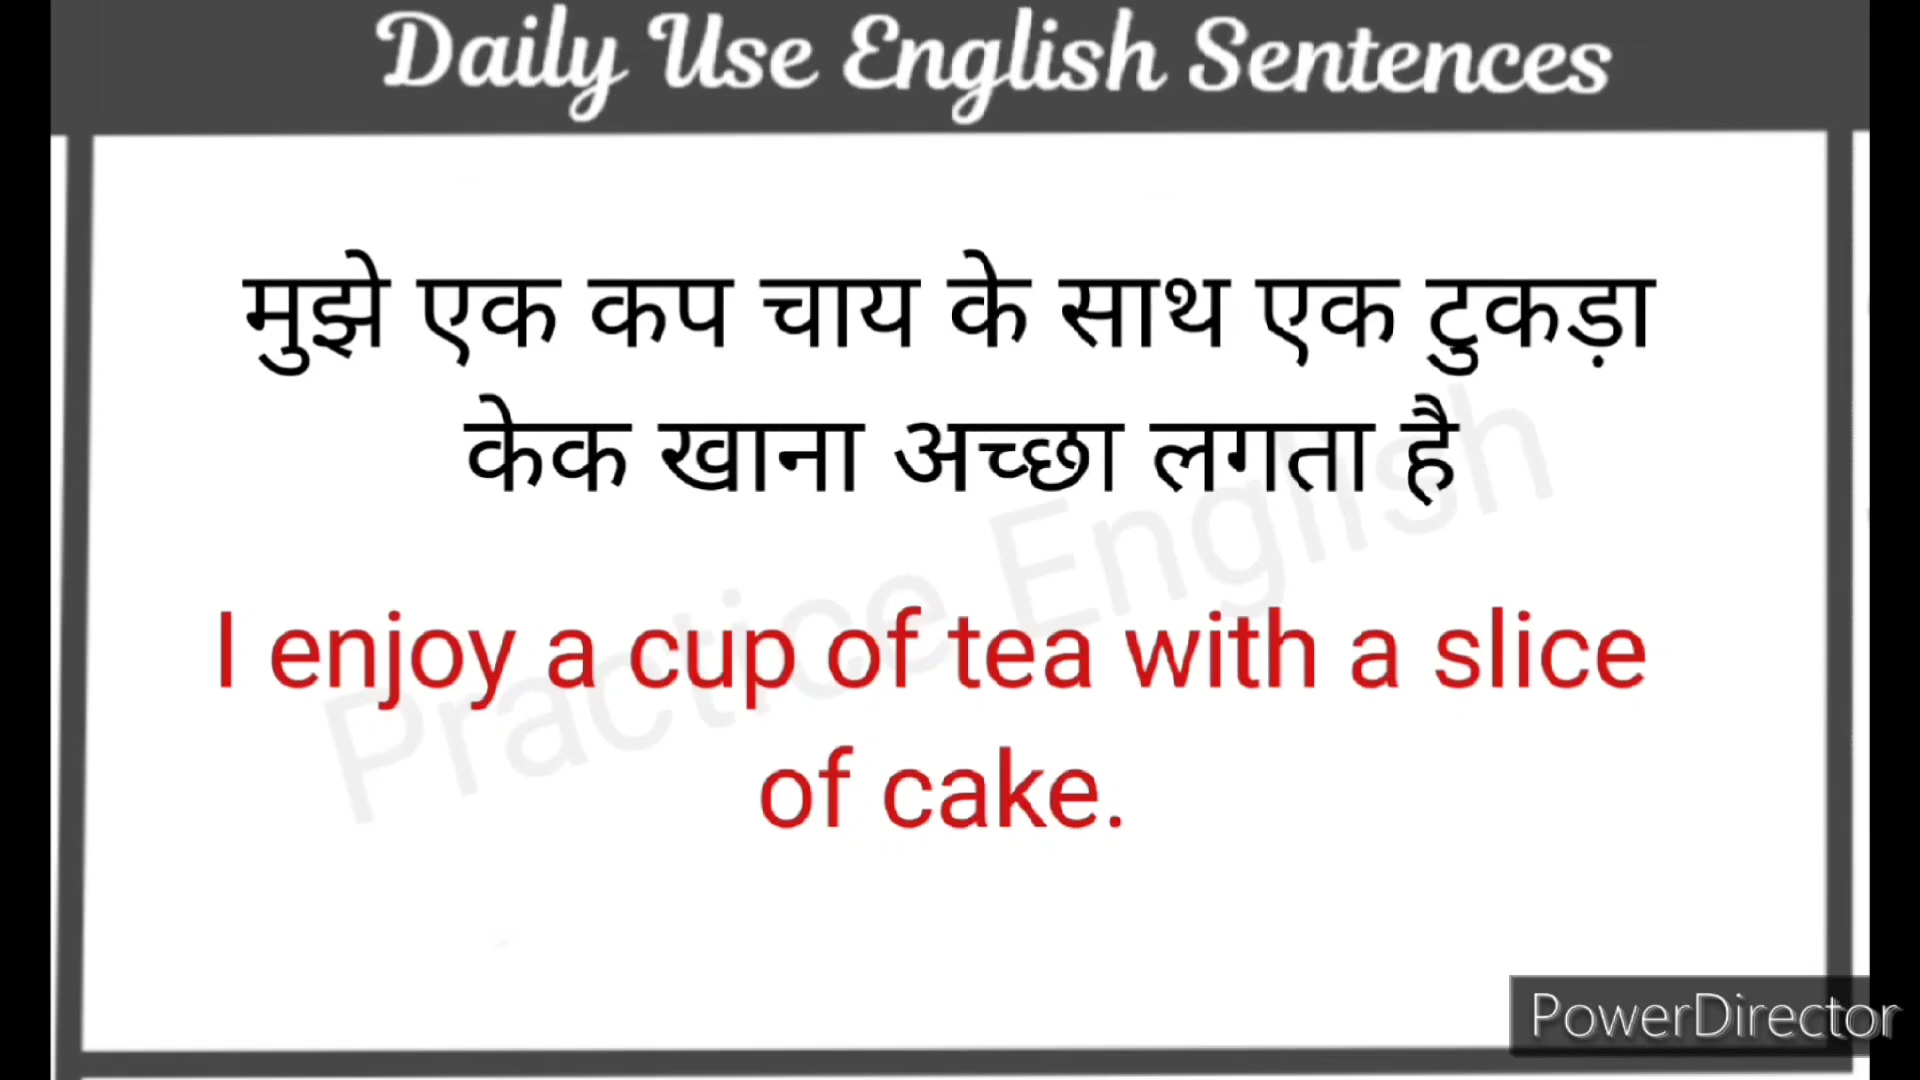 Daily Use English Sentences
मुझे एक कप चाय के साथ एक टुकड़ा
केक खाना अच्छा लगता है
Practice English
I enjoy a cup of tea with a slice
of cake.
PowerDirector